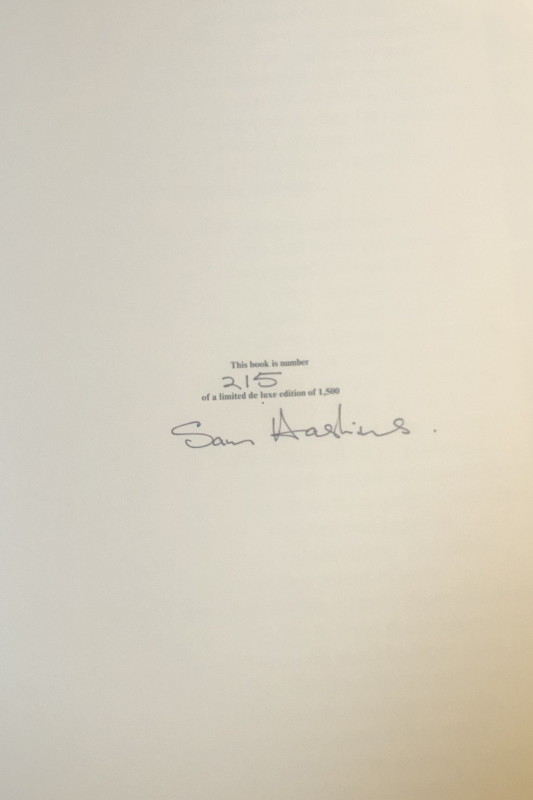 This book is number
215
of a limited de luxe edition of 1,500
Sam Haskins.